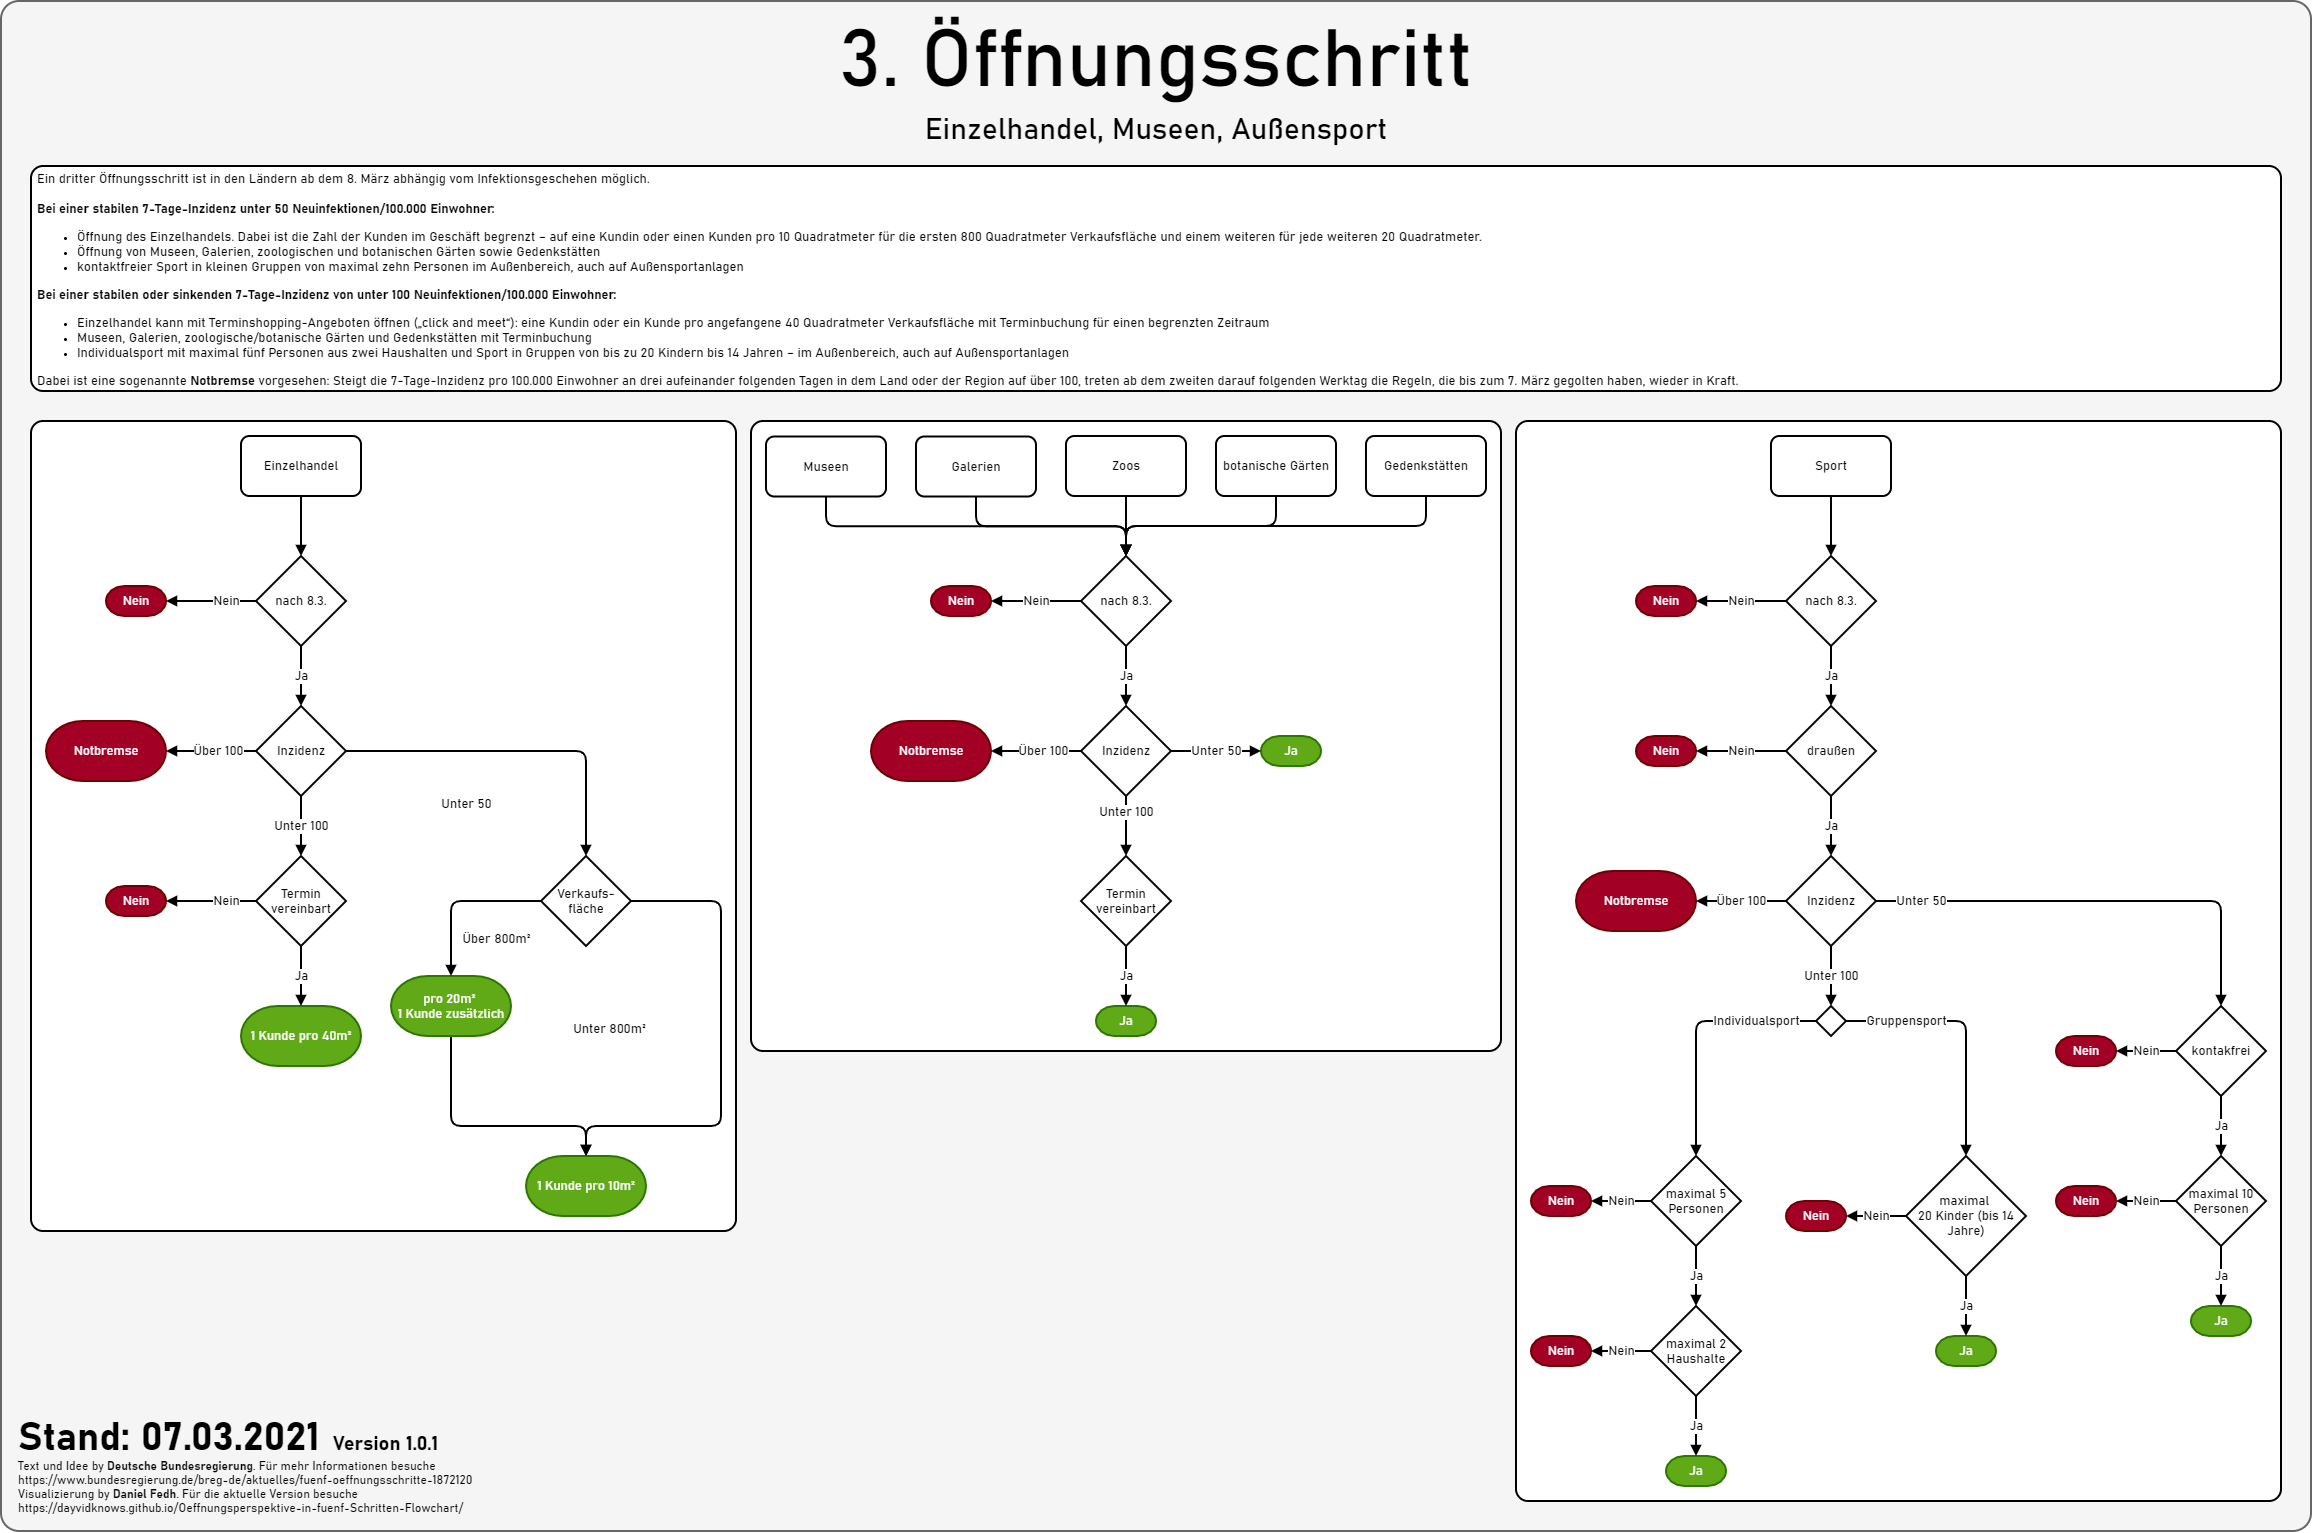 3. Öffnungsschritt
Einzelhandel, Museen, Außensport
Ein dritter Öffnungsschritt ist in den Ländern ab dem 8. März abhängig vom Infektionsgeschehen möglich.
Bei einer stabilen 7-Tage-Inzidenz unter 50 Neuinfektionen/100.000 Einwohner:
• Öffnung des Einzelhandels. Dabei ist die Zahl der Kunden im Geschäft begrenzt – auf eine Kundin oder einen Kunden pro 10 Quadratmeter für die ersten 800 Quadratmeter Verkaufsfläche und einem weiteren für jede weiteren 20 Quadratmeter.
• Öffnung von Museen, Galerien, zoologischen und botanischen Gärten sowie Gedenkstätten
• kontaktfreier Sport in kleinen Gruppen von maximal zehn Personen im Außenbereich, auch auf Außensportanlagen
Bei einer stabilen oder sinkenden 7-Tage-Inzidenz von unter 100 Neuinfektionen/100.000 Einwohner:
• Einzelhandel kann mit Terminshopping-Angeboten öffnen („click and meet“): eine Kundin oder ein Kunde pro angefangene 40 Quadratmeter Verkaufsfläche mit Terminbuchung für einen begrenzten Zeitraum
• Museen, Galerien, zoologische/botanische Gärten und Gedenkstätten mit Terminbuchung
• Individualsport mit maximal fünf Personen aus zwei Haushalten und Sport in Gruppen von bis zu 20 Kindern bis 14 Jahren – im Außenbereich, auch auf Außensportanlagen
Dabei ist eine sogenannte Notbremse vorgesehen: Steigt die 7-Tage-Inzidenz pro 100.000 Einwohner an drei aufeinander folgenden Tagen in dem Land oder der Region auf über 100, treten ab dem zweiten darauf folgenden Werktag die Regeln, die bis zum 7. März gegolten haben, wieder in Kraft.
Einzelhandel
Nein
Nein
nach 8.3.
Ja
Notbremse
Über 100
Inzidenz
Unter 50
Unter 100
Nein
Nein
Termin
vereinbart
Verkaufs-
fläche
Über 800m²
Ja
pro 20m²
1 Kunde zusätzlich
1 Kunde pro 40m²
Unter 800m²
1 Kunde pro 10m²
Museen
Galerien
Zoos
botanische Gärten
Gedenkstätten
Nein
Nein
nach 8.3.
Ja
Notbremse
Über 100
Inzidenz
Unter 50
Ja
Unter 100
Termin
vereinbart
Ja
Ja
Sport
Nein
Nein
nach 8.3.
Ja
Nein
Nein
draußen
Ja
Notbremse
Über 100
Inzidenz
Unter 50
Unter 100
Individualsport
Gruppensport
Nein
Nein
kontakfrei
Ja
Nein
Nein
maximal 5
Personen
Nein
Nein
maximal
20 Kinder (bis 14
Jahre)
Nein
Nein
maximal 10
Personen
Ja
Ja
Ja
Ja
Ja
Nein
Nein
maximal 2
Haushalte
Ja
Ja
Stand: 07.03.2021 Version 1.0.1
Text und Idee by Deutsche Bundesregierung. Für mehr Informationen besuche
https://www.bundesregierung.de/breg-de/aktuelles/fuenf-oeffnungsschritte-1872120
Visualizierung by Daniel Fedh. Für die aktuelle Version besuche
https://dayvidknows.github.io/Oeffnungsperspektive-in-fuenf-Schritten-Flowchart/